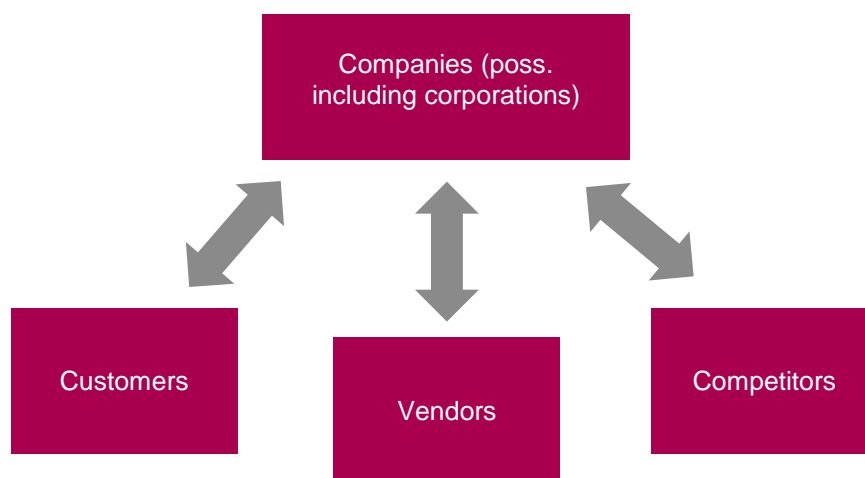 Companies (poss.
including corporations)
Customers
Vendors
Competitors